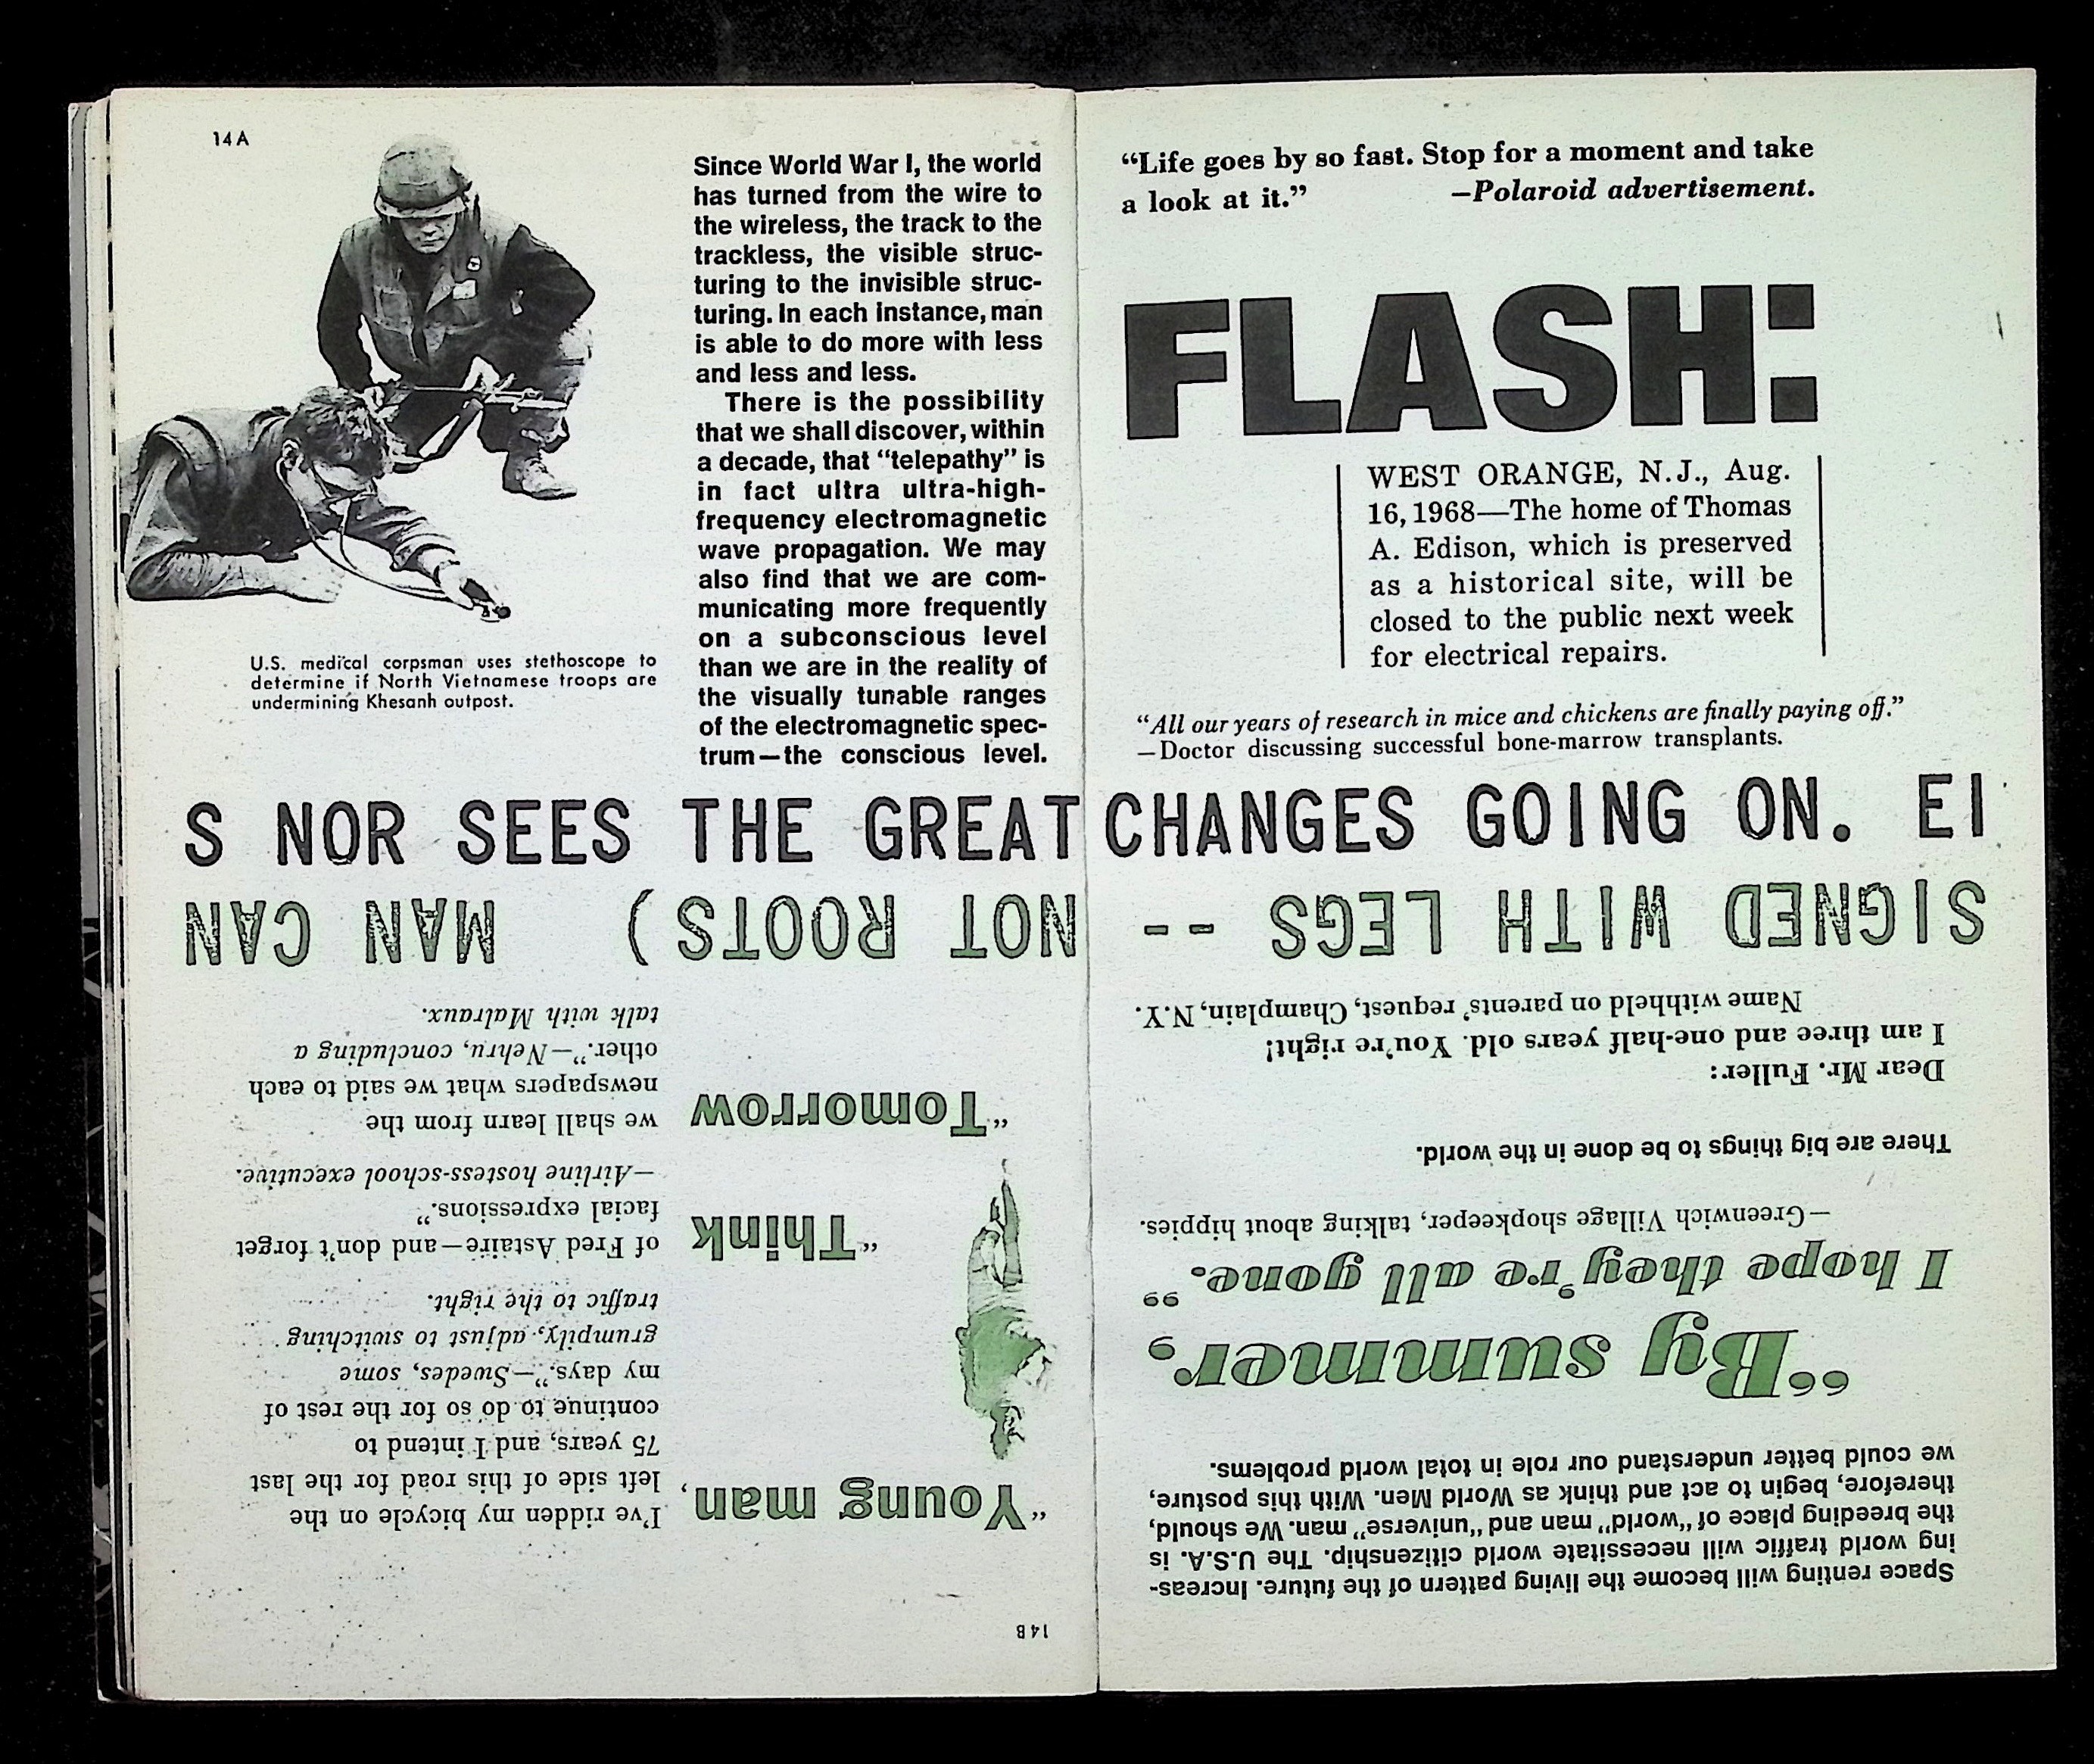 14A
U.S. medical corpsman uses stethoscope to
determine if North Vietnamese troops are
undermining Khesanh outpost.
Since World War I, the world
has turned from the wire to
the wireless, the track to the
trackless, the visible struc-
turing to the invisible struc-
turing. In each instance, man
is able to do more with less
and less and less.
There is the possibility
that we shall discover, within
a decade, that “telepathy” is
in fact ultra ultra-high-
frequency electromagnetic
wave propagation. We may
also find that we are com-
municating more frequently
on a subconscious level
than we are in the reality of
the visually tunable ranges
of the electromagnetic spec-
trum—the conscious level.
“Life goes by so fast. Stop for a moment and take
a look at it.” —Polaroid advertisement.
FLASH:
WEST ORANGE, N.J., Aug.
16, 1968—The home of Thomas
A. Edison, which is preserved
as a historical site, will be
closed to the public next week
for electrical repairs.
“All our years of research in mice and chickens are finally paying off.”
—Doctor discussing successful bone-marrow transplants.
S NOR SEES THE GREAT CHANGES GOING ON. EI
14B
Space renting will become the living pattern of the future. Increas-
ing world traffic will necessitate world citizenship. The U.S.A. is
the breeding place of “world” man and “universe” man. We should,
therefore, begin to act and think as World Men. With this posture,
we could better understand our role in total world problems.
“By summer,
I hope they’re all gone.”
—Greenwich Village shopkeeper, talking about hippies.
There are big things to be done in the world.
Dear Mr. Fuller:
I am three and one-half years old. You’re right!
Name withheld on parents’ request, Champlain, N.Y.
“Young man,
I’ve ridden my bicycle on the
left side of this road for the last
75 years, and I intend to
continue to do so for the rest of
my days.”—Swedes, some
grumpily, adjust to switching
traffic to the right.
“Think
of Fred Astaire—and don’t forget
facial expressions.”
—Airline hostess-school executive.
“Tomorrow
we shall learn from the
newspapers what we said to each
other.”—Nehru, concluding a
talk with Malraux.
SIGNED WITH LEGS -- NOT ROOTS) MAN CAN